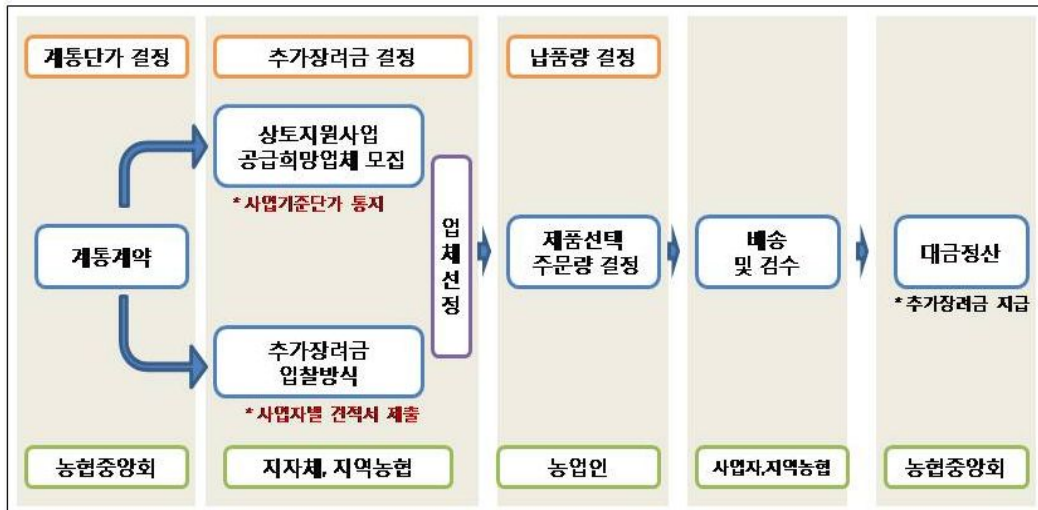 계통단가 결정
추가장려금 결정
납품량 결정
상토지원사업
공급희망업체 모집
* 사업기준단가 통지
계통계약
업
체
선
정
제품선택
주문량 결정
배송
및 검수
대금정산
* 추가장려금 지급
추가장려금
입찰방식
* 사업자별 견적서 제출
농협중앙회
지자체, 지역농협
농업인
사업자,지역농협
농협중앙회